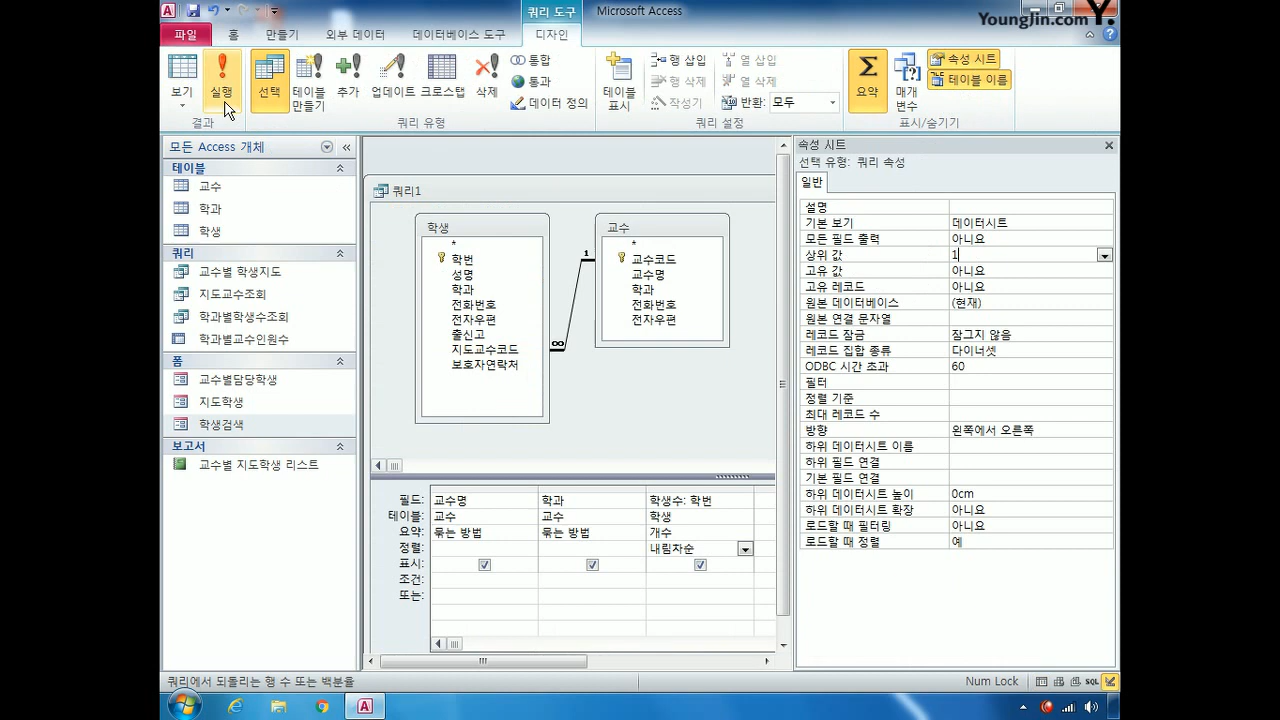 쿼리 도구
Microsoft Access
YoungJin.com Y.
파일
홈
만들기
외부 데이터
데이터베이스 도구
디자인
보기
실행
결과
선택
테이블 만들기
추가
업데이트
크로스탭
삭제
통합
통과
데이터 정의
쿼리 유형
테이블 표시
행 삽입
행 삭제
작성기
열 삽입
열 삭제
반환: 모두
쿼리 설정
요약
매개 변수
속성 시트
테이블 이름
표시/숨기기
모든 Access 개체
테이블
교수
학과
학생
쿼리
교수별 학생지도
지도교수조회
학과별학생수조회
학과별교수인원수
폼
교수별담당학생
지도학생
학생검색
보고서
교수별 지도학생 리스트
쿼리1
학생
*
학번
성명
학과
전화번호
전자우편
출신고
지도교수코드
보호자연락처
1
∞
교수
*
교수코드
교수명
학과
전화번호
전자우편
필드: 교수명 학과 학생수: 학번
테이블: 교수 교수 학생
요약: 묶는 방법 묶는 방법 개수
정렬: 내림차순
표시:
조건:
또는:
속성 시트
선택 유형: 쿼리 속성
일반
설명
기본 보기 데이터시트
모든 필드 출력 아니요
상위 값 1
고유 값 아니요
고유 레코드 아니요
원본 데이터베이스 (현재)
원본 연결 문자열
레코드 잠금 잠그지 않음
레코드 집합 종류 다이너셋
ODBC 시간 초과 60
필터
정렬 기준
최대 레코드 수
방향 왼쪽에서 오른쪽
하위 데이터시트 이름
하위 필드 연결
기본 필드 연결
하위 데이터시트 높이 0cm
하위 데이터시트 확장 아니요
로드할 때 필터링 아니요
로드할 때 정렬 예
쿼리에서 되돌리는 행 수 또는 백분율
Num Lock
SQL